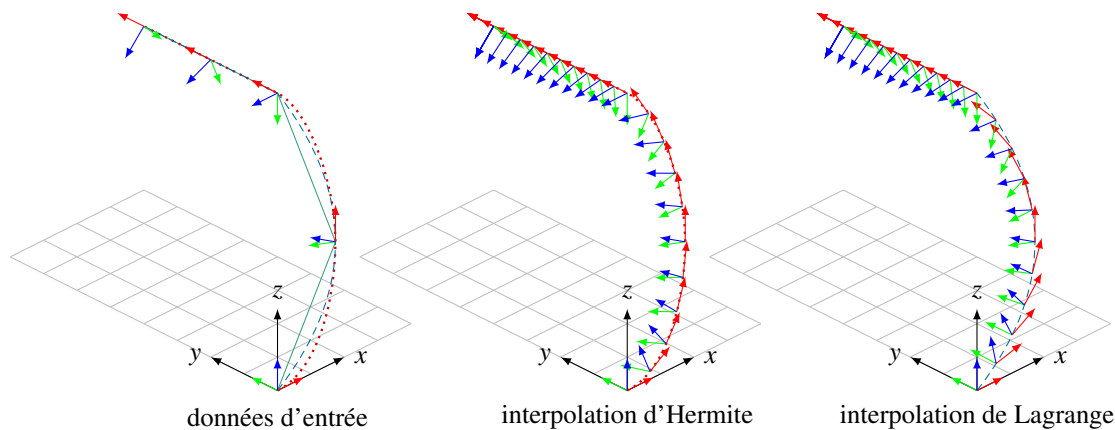 z
y
x
données d'entrée
z
y
x
interpolation d'Hermite
z
y
x
interpolation de Lagrange